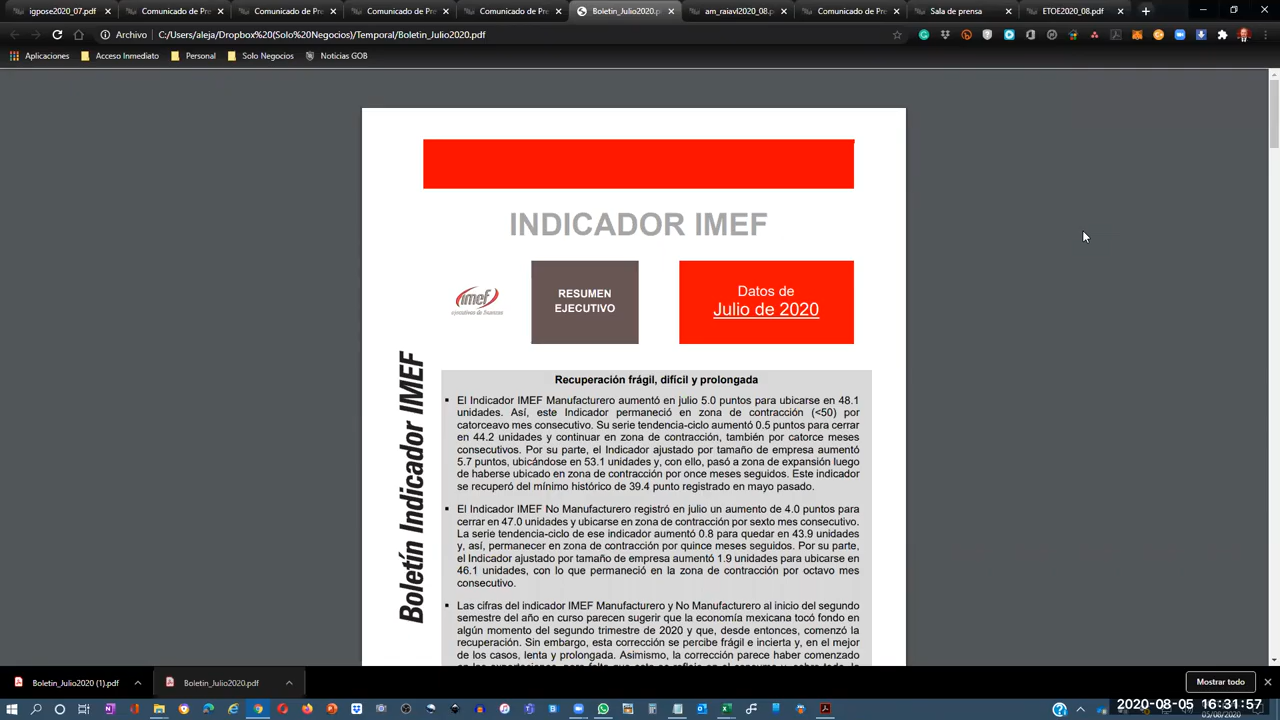 igpose2020_07.pdf
Comunicado de Pre
Comunicado de Pre
Comunicado de Pre
Comunicado de Pre
Boletin_Julio2020.p
am_raiavl2020_08.p
Comunicado de Pre
Sala de prensa
ETOE2020_06.pdf
Archivo
C:/Users/aleja/Dropbox%20(Solo%20Negocios)/Temporal/Boletin_Julio2020.pdf
Aplicaciones
Acceso Inmediato
Personal
Solo Negocios
Noticias GOB
INDICADOR IMEF
imef
RESUMEN
EJECUTIVO
Datos de
Julio de 2020
Boletín Indicador IMEF
Recuperación frágil, difícil y prolongada
▪ El Indicador IMEF Manufacturero aumentó en julio 5.0 puntos para ubicarse en 48.1
unidades. Así, este Indicador permaneció en zona de contracción (<50) por
catorceavo mes consecutivo. Su serie tendencia-ciclo aumentó 0.5 puntos para cerrar
en 44.2 unidades y continuar en zona de contracción, también por catorce meses
consecutivos. Por su parte, el Indicador ajustado por tamaño de empresa aumentó
5.7 puntos, ubicándose en 53.1 unidades y, con ello, pasó a zona de expansión luego
de haberse ubicado en zona de contracción por once meses seguidos. Este indicador
se recuperó del mínimo histórico de 39.4 punto registrado en mayo pasado.
▪ El Indicador IMEF No Manufacturero registró en julio un aumento de 4.0 puntos para
cerrar en 47.0 unidades y ubicarse en zona de contracción por sexto mes consecutivo.
La serie tendencia-ciclo de ese indicador aumentó 0.8 para quedar en 43.9 unidades
y, así, permanecer en zona de contracción por quince meses seguidos. Por su parte,
el Indicador ajustado por tamaño de empresa aumentó 1.9 unidades para ubicarse en
46.1 unidades, con lo que permaneció en la zona de contracción por octavo mes
consecutivo.
▪ Las cifras del indicador IMEF Manufacturero y No Manufacturero al inicio del segundo
semestre del año en curso parecen sugerir que la economía mexicana tocó fondo en
algún momento del segundo trimestre de 2020 y que, desde entonces, comenzó la
recuperación. Sin embargo, esta corrección se percibe frágil e incierta y, en el mejor
de los casos, lenta y prolongada. Asimismo, la corrección parece haber comenzado
Boletin_Julio2020 (1).pdf
Boletin_Julio2020.pdf
Mostrar todo
2020-08-05 16:31:57
05/08/2020